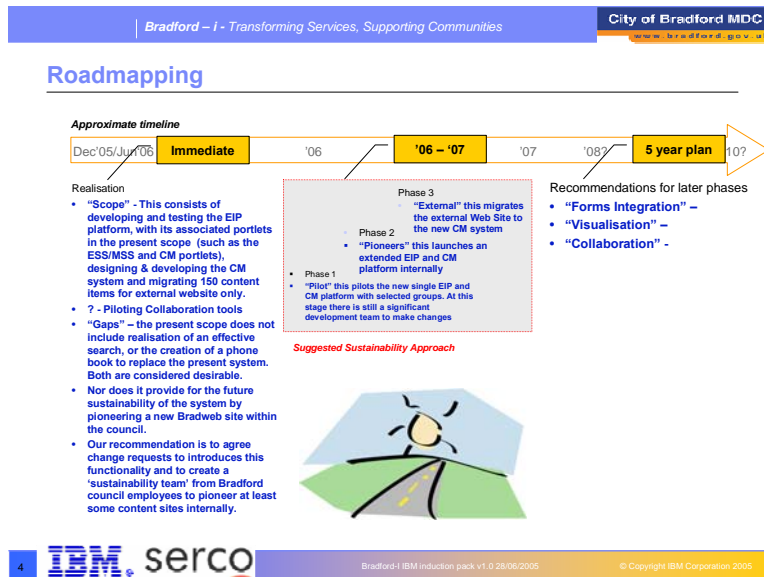 Bradford – i - Transforming Services, Supporting Communities
City of Bradford MDC
www.bradford.gov.u
Roadmapping
Approximate timeline
Dec'05/Jun'06
Immediate
'06
'06 – '07
'07
'08?
5 year plan
10?
Realisation
• “Scope” - This consists of
developing and testing the EIP
platform, with its associated portlets
in the present scope (such as the
ESS/MSS and CM portlets),
designing & developing the CM
system and migrating 150 content
items for external website only.
• ? - Piloting Collaboration tools
• “Gaps” – the present scope does not
include realisation of an effective
search, or the creation of a phone
book to replace the present system.
Both are considered desirable.
• Nor does it provide for the future
sustainability of the system by
pioneering a new Bradweb site within
the council.
• Our recommendation is to agree
change requests to introduces this
functionality and to create a
‘sustainability team’ from Bradford
council employees to pioneer at least
some content sites internally.
Phase 3
“External” this migrates
the external Web Site to
the new CM system
Phase 2
“Pioneers” this launches an
extended EIP and CM
platform internally
• Phase 1
• “Pilot” this pilots the new single EIP and
CM platform with selected groups. At this
stage there is still a significant
development team to make changes
Suggested Sustainability Approach
Recommendations for later phases
• “Forms Integration” –
• “Visualisation” –
• “Collaboration” -
4
IBM.
serco
Bradford-I IBM induction pack v1.0 28/06/2005
© Copyright IBM Corporation 2005